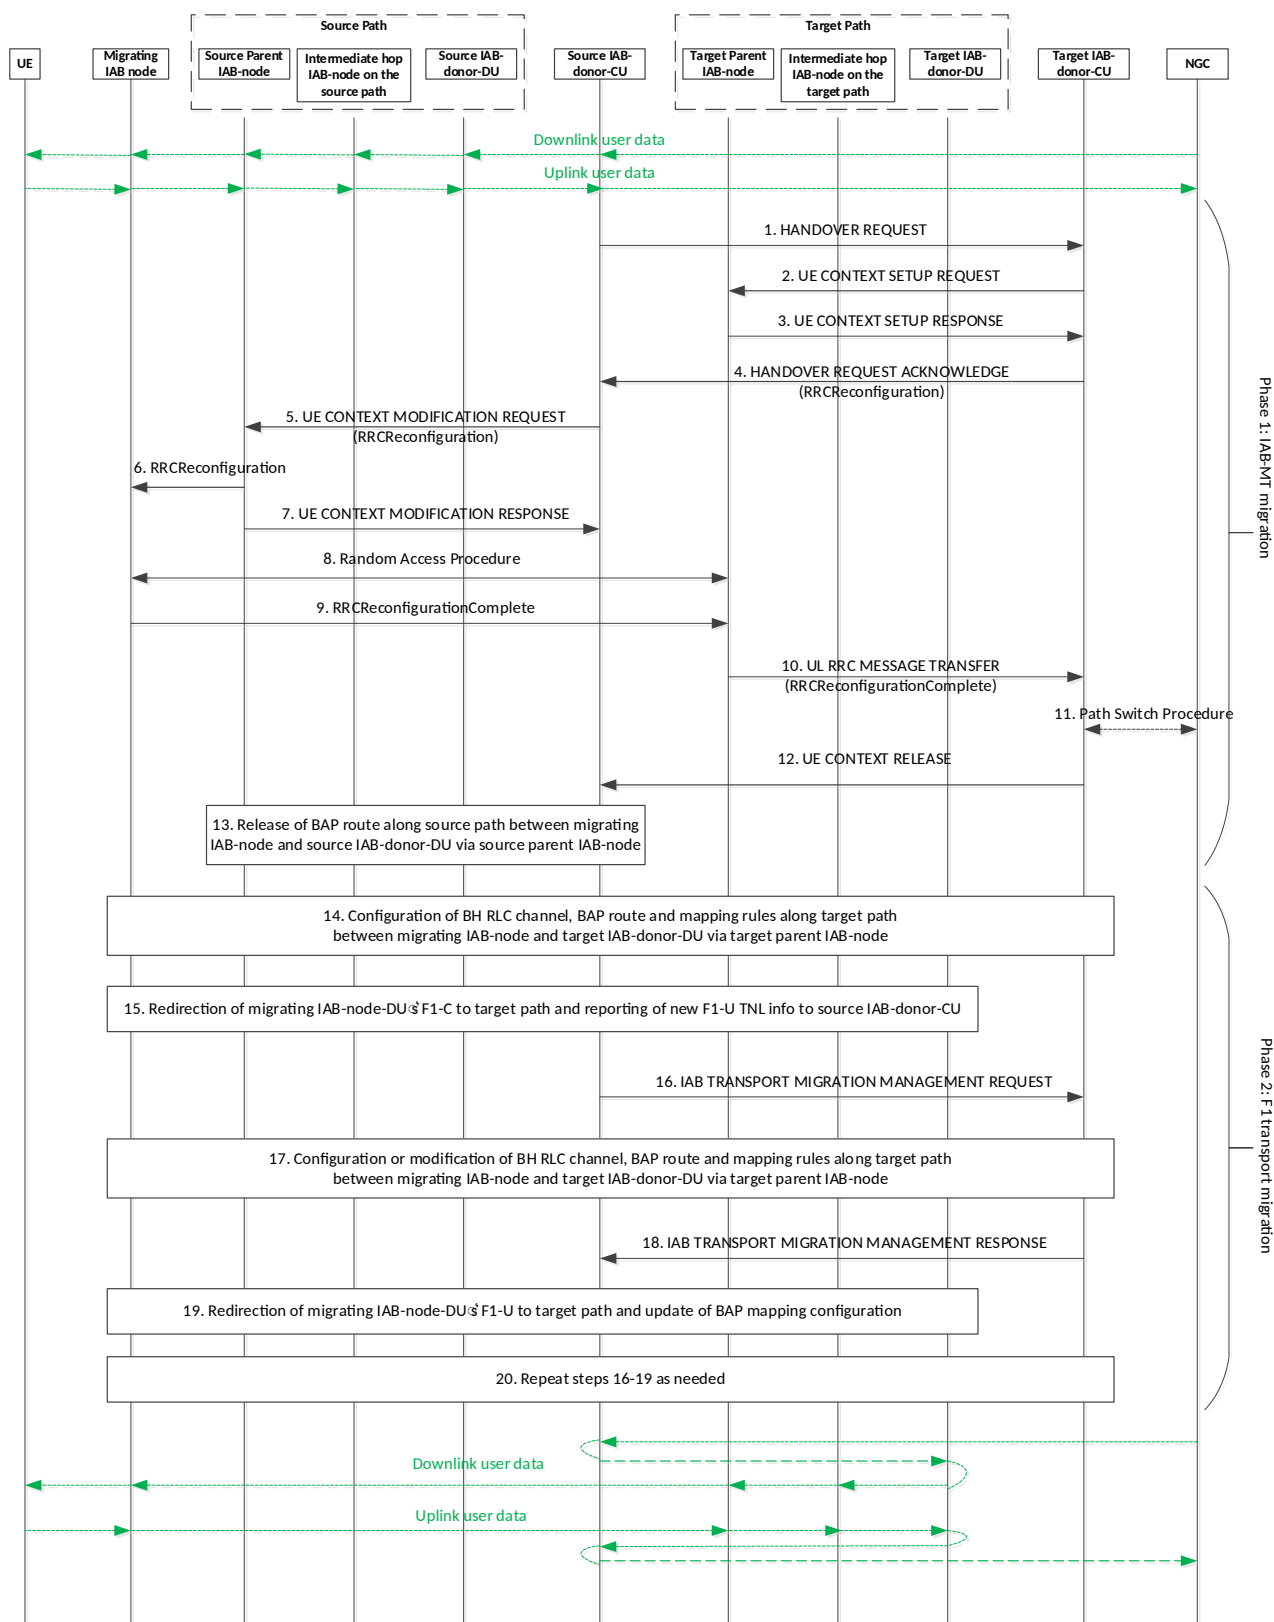 Source Path
Target Path
UE
Migrating
IAB node
Source Parent
IAB-node
Intermediate hop
IAB-node on the
source path
Source IAB-
donor-DU
Source IAB-
donor-CU
Target Parent
IAB-node
Intermediate hop
IAB-node on the
target path
Target IAB-
donor-DU
Target IAB-
donor-CU
NGC
Downlink user data
Uplink user data
1. HANDOVER REQUEST
2. UE CONTEXT SETUP REQUEST
3. UE CONTEXT SETUP RESPONSE
4. HANDOVER REQUEST ACKNOWLEDGE
(RRCReconfiguration)
5. UE CONTEXT MODIFICATION REQUEST
(RRCReconfiguration)
6. RRCReconfiguration
7. UE CONTEXT MODIFICATION RESPONSE
8. Random Access Procedure
9. RRCReconfigurationComplete
10. UL RRC MESSAGE TRANSFER
(RRCReconfigurationComplete)
11. Path Switch Procedure
12. UE CONTEXT RELEASE
13. Release of BAP route along source path between migrating
IAB-node and source IAB-donor-DU via source parent IAB-node
Phase 1: IAB-MT migration
14. Configuration of BH RLC channel, BAP route and mapping rules along target path
between migrating IAB-node and target IAB-donor-DU via target parent IAB-node
15. Redirection of migrating IAB-node-DU's F1-C to target path and reporting of new F1-U TNL info to source IAB-donor-CU
16. IAB TRANSPORT MIGRATION MANAGEMENT REQUEST
17. Configuration or modification of BH RLC channel, BAP route and mapping rules along target path
between migrating IAB-node and target IAB-donor-DU via target parent IAB-node
18. IAB TRANSPORT MIGRATION MANAGEMENT RESPONSE
19. Redirection of migrating IAB-node-DU's F1-U to target path and update of BAP mapping configuration
20. Repeat steps 16-19 as needed
Phase 2: F1 transport migration
Downlink user data
Uplink user data